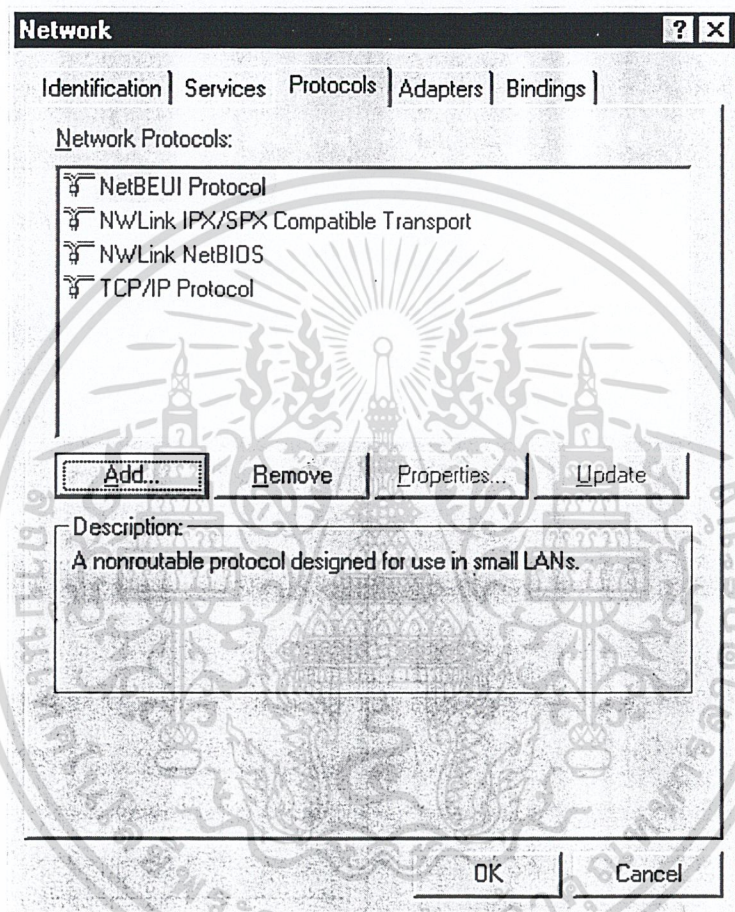 Network
Identification Services Protocols Adapters Bindings
Network Protocols:
NetBEUI Protocol
NWLink IPX/SPX Compatible Transport
NWLink NetBIOS
TCP/IP Protocol
Add... Remove Properties... Update
Description:
A nonroutable protocol designed for use in small LANs.
OK Cancel